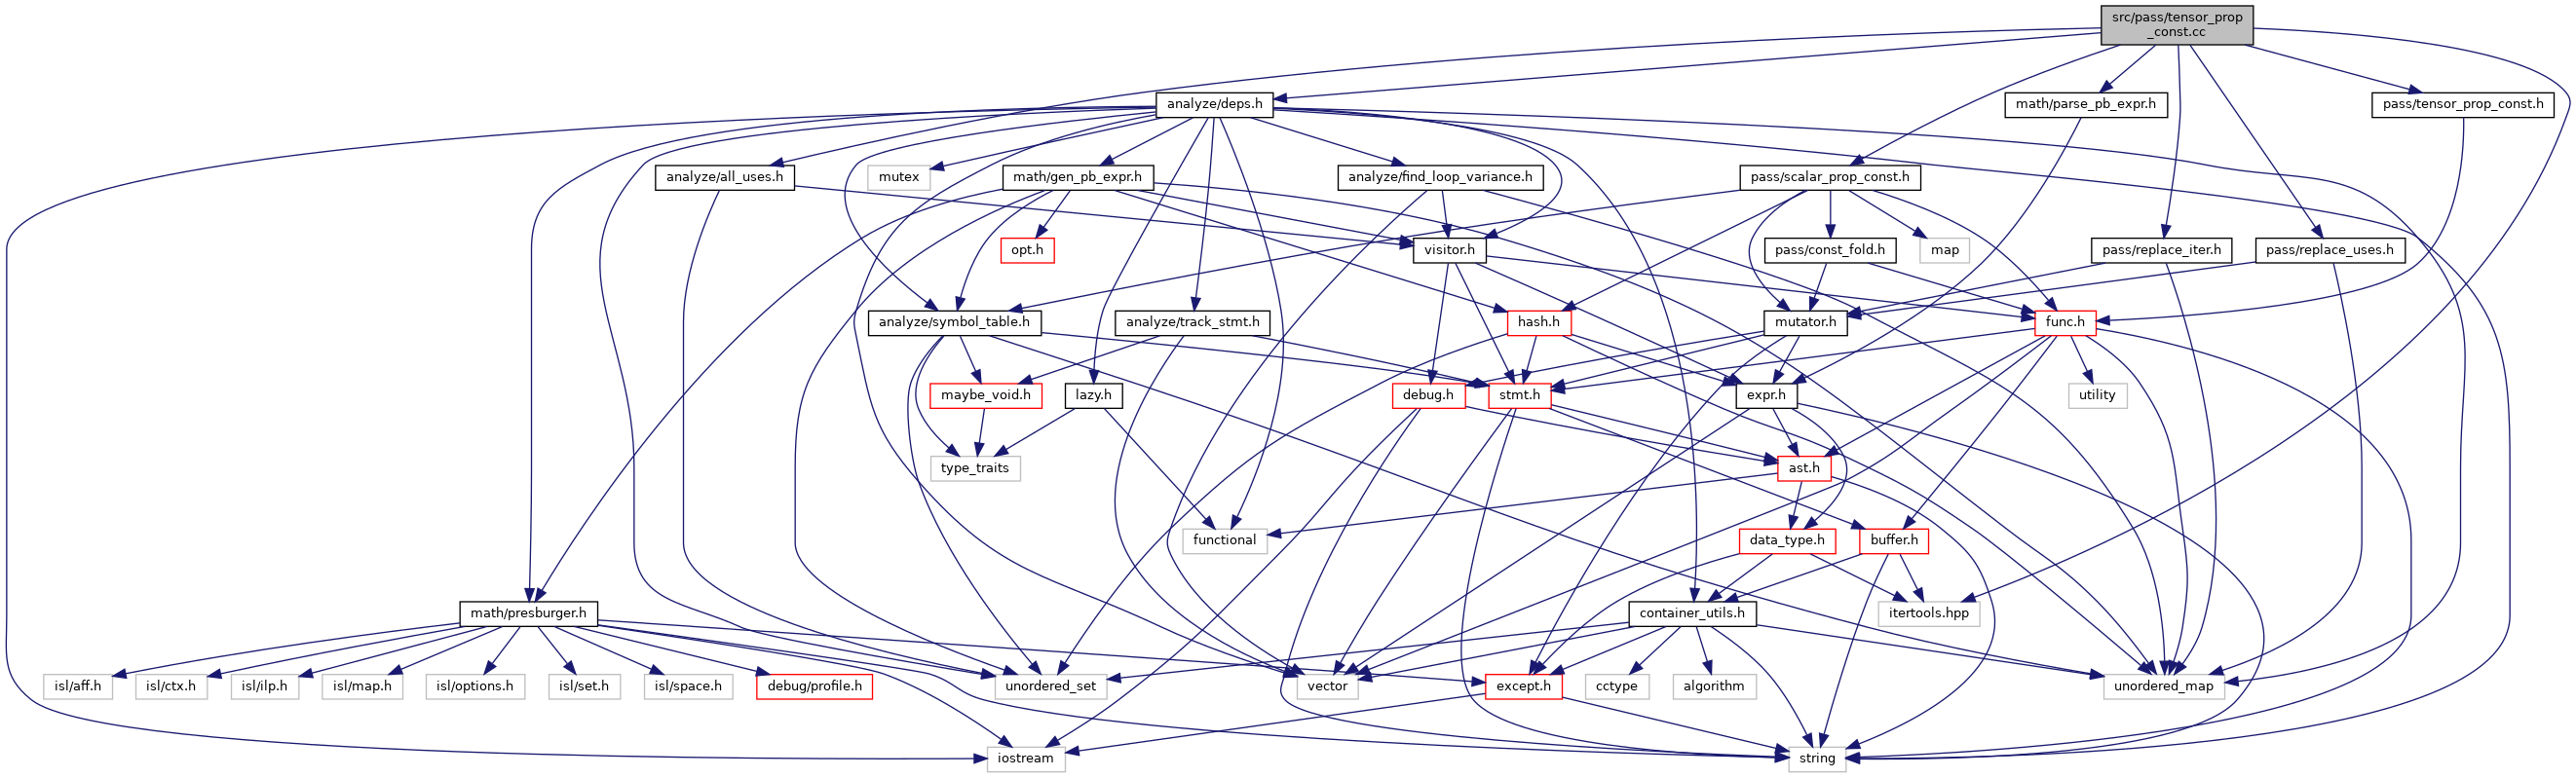 src/pass/tensor_prop
_const.cc
analyze/deps.h
math/parse_pb_expr.h
pass/tensor_prop_const.h
analyze/all_uses.h
mutex
math/gen_pb_expr.h
analyze/find_loop_variance.h
pass/scalar_prop_const.h
opt.h
visitor.h
pass/const_fold.h
map
pass/replace_iter.h
pass/replace_uses.h
analyze/symbol_table.h
analyze/track_stmt.h
hash.h
mutator.h
func.h
maybe_void.h
lazy.h
debug.h
stmt.h
expr.h
utility
type_traits
ast.h
functional
data_type.h
buffer.h
math/presburger.h
container_utils.h
itertools.hpp
isl/aff.h
isl/ctx.h
isl/ilp.h
isl/map.h
isl/options.h
isl/set.h
isl/space.h
debug/profile.h
unordered_set
vector
except.h
cctype
algorithm
unordered_map
iostream
string